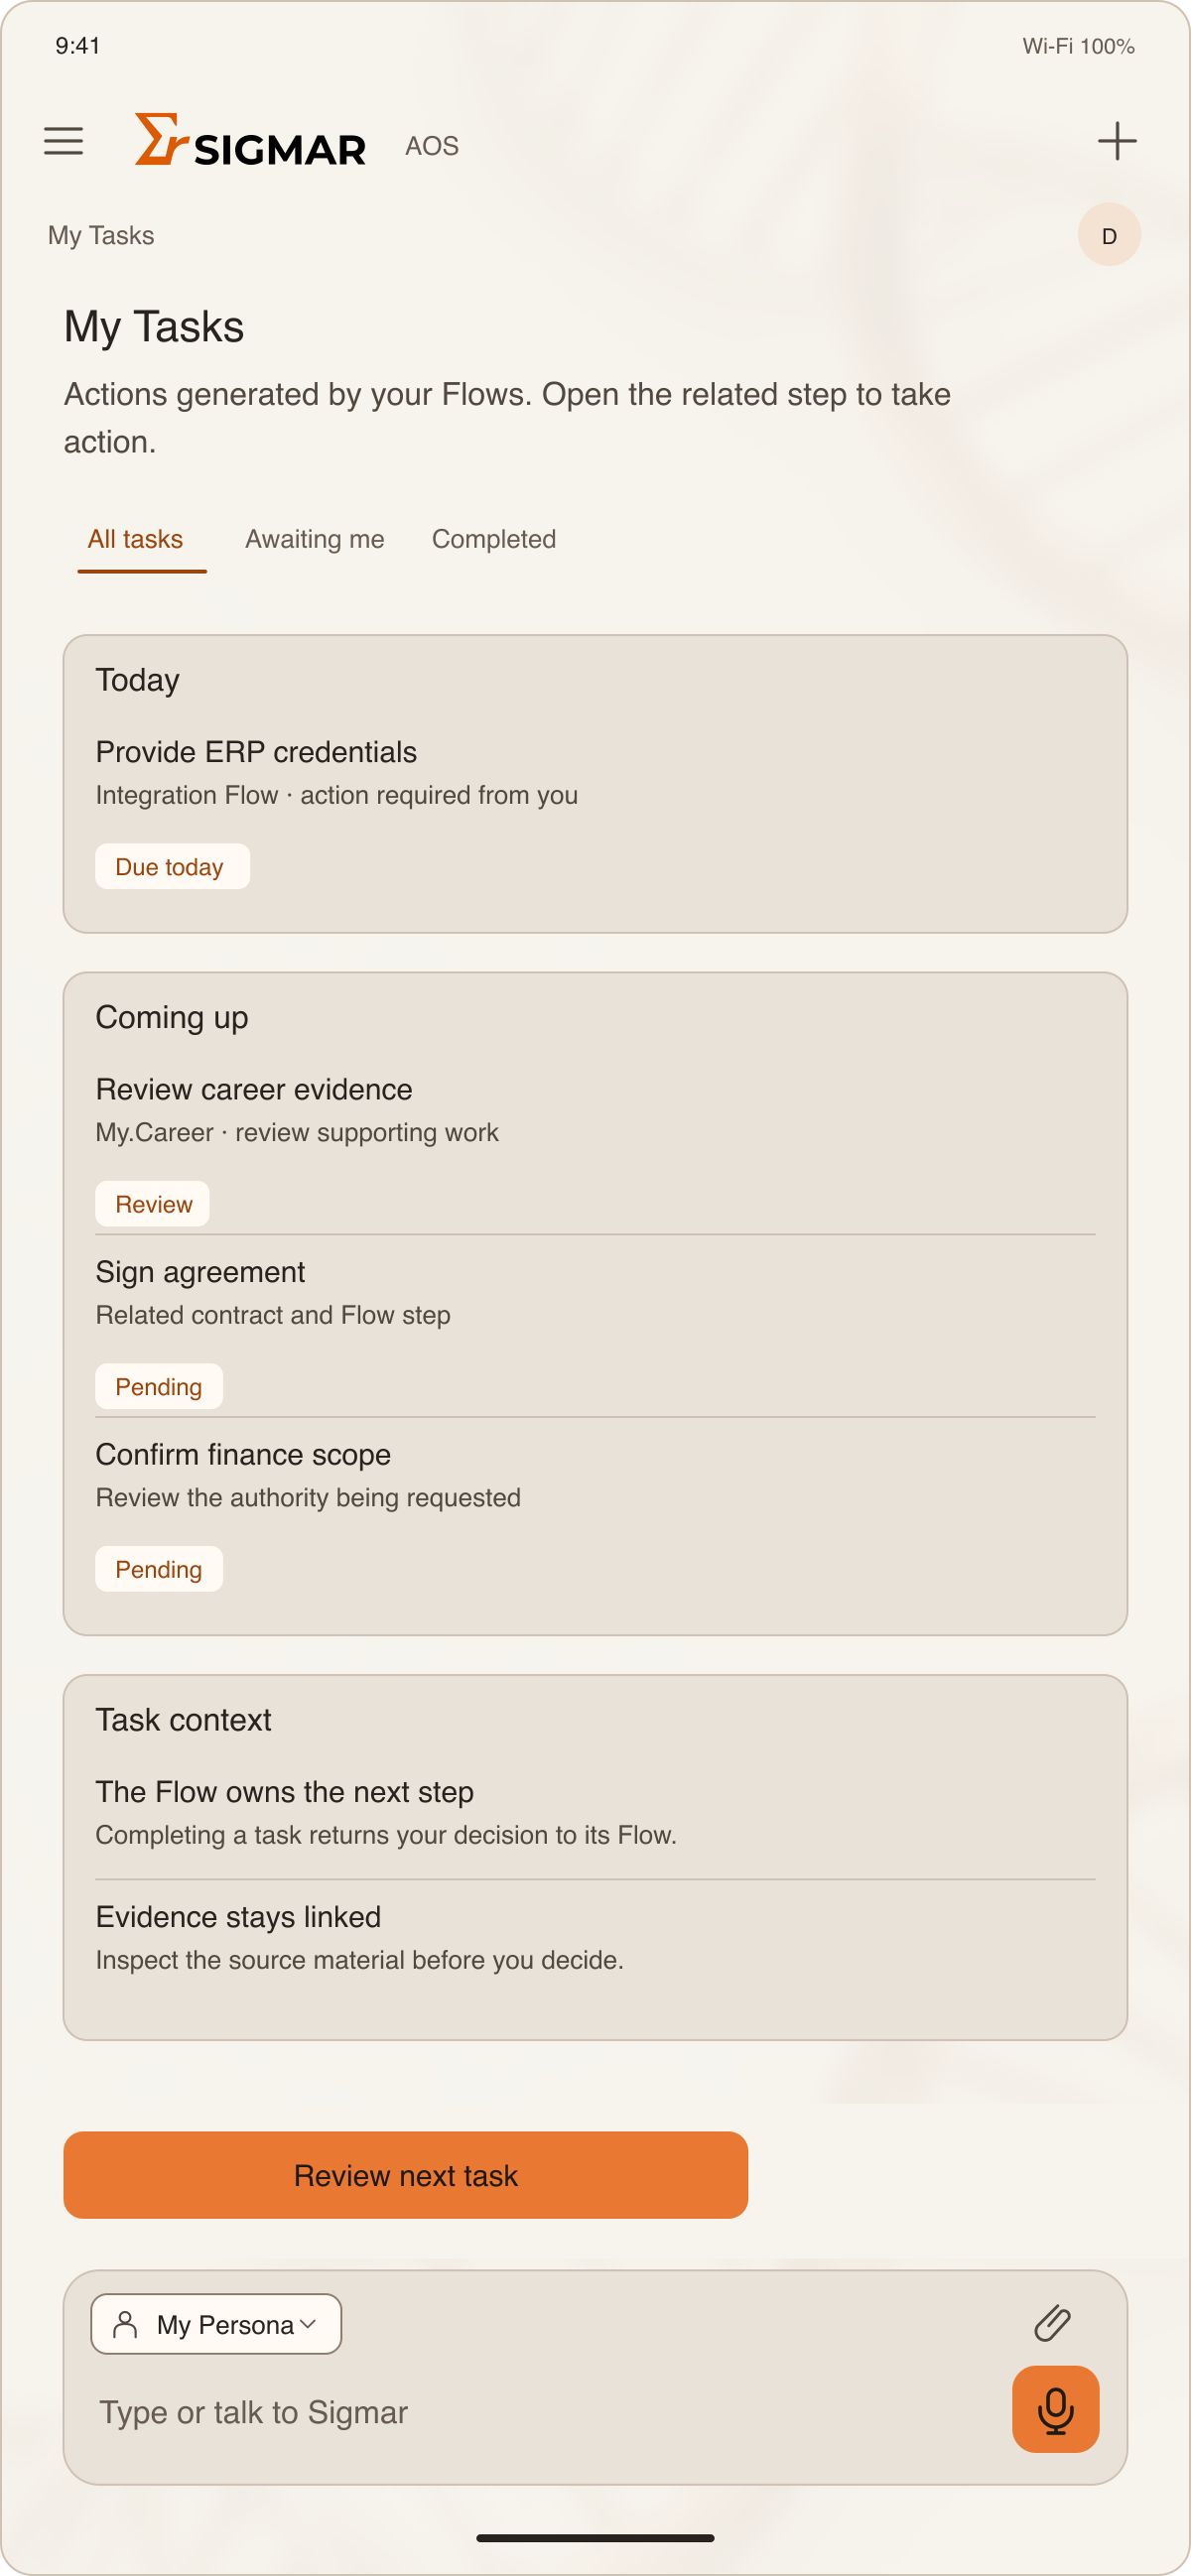 9:41
Wi-Fi 100%
Σr SIGMAR AOS
My Tasks
D
My Tasks
Actions generated by your Flows. Open the related step to take
action.
All tasks
Awaiting me
Completed
Today
Provide ERP credentials
Integration Flow · action required from you
Due today
Coming up
Review career evidence
My.Career · review supporting work
Review
Sign agreement
Related contract and Flow step
Pending
Confirm finance scope
Review the authority being requested
Pending
Task context
The Flow owns the next step
Completing a task returns your decision to its Flow.
Evidence stays linked
Inspect the source material before you decide.
Review next task
My Persona
Type or talk to Sigmar